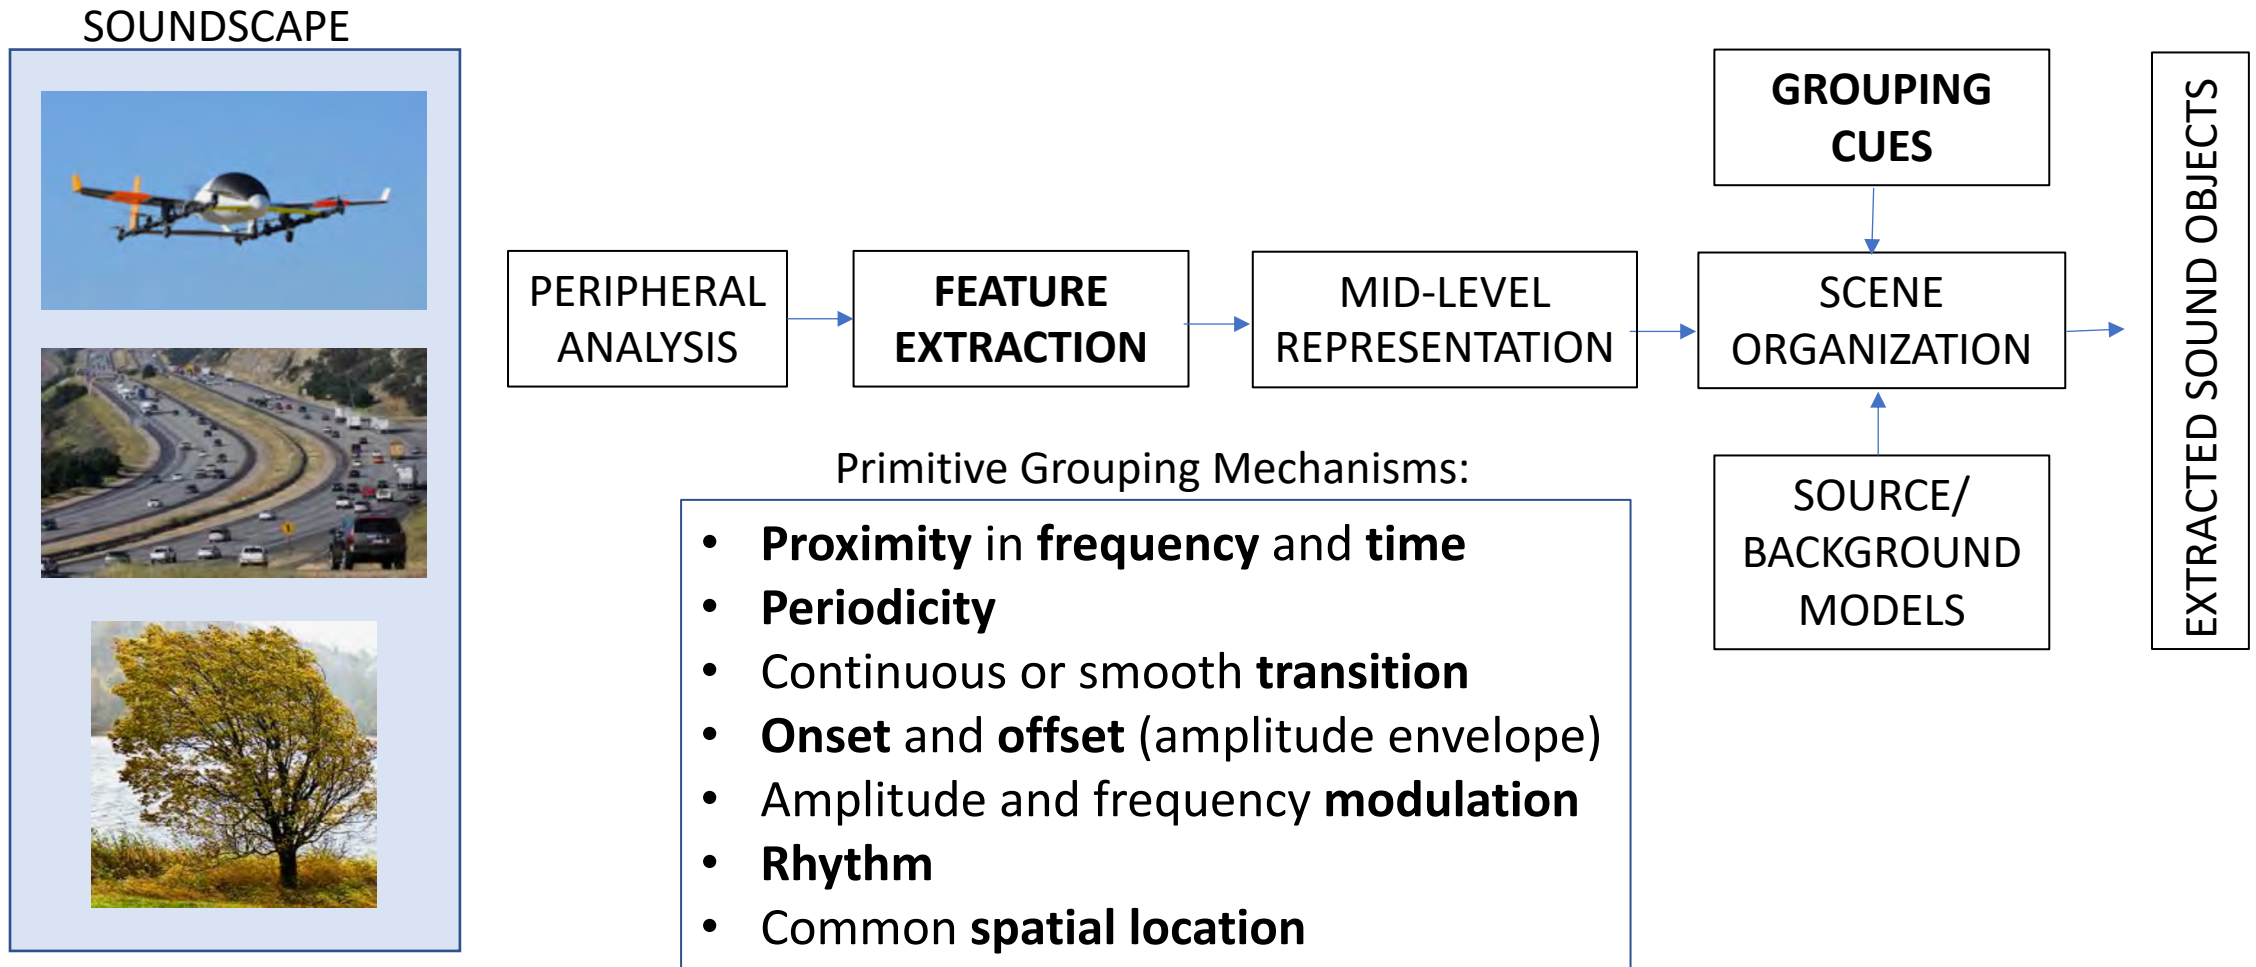 SOUNDSCAPE
PERIPHERAL
ANALYSIS
FEATURE
EXTRACTION
MID-LEVEL
REPRESENTATION
GROUPING
CUES
SCENE
ORGANIZATION
SOURCE/
BACKGROUND
MODELS
EXTRACTED SOUND OBJECTS
Primitive Grouping Mechanisms:
• Proximity in frequency and time
• Periodicity
• Continuous or smooth transition
• Onset and offset (amplitude envelope)
• Amplitude and frequency modulation
• Rhythm
• Common spatial location